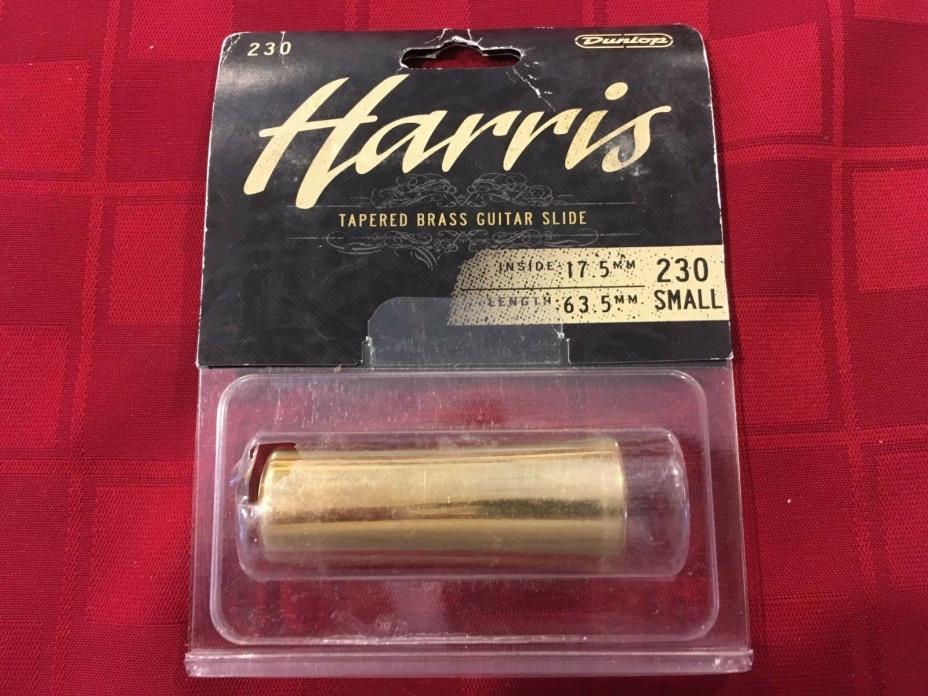 230
Dunlop
Harris
TAPERED BRASS GUITAR SLIDE
INSIDE: 17.5MM
LENGTH: 63.5MM
230
SMALL